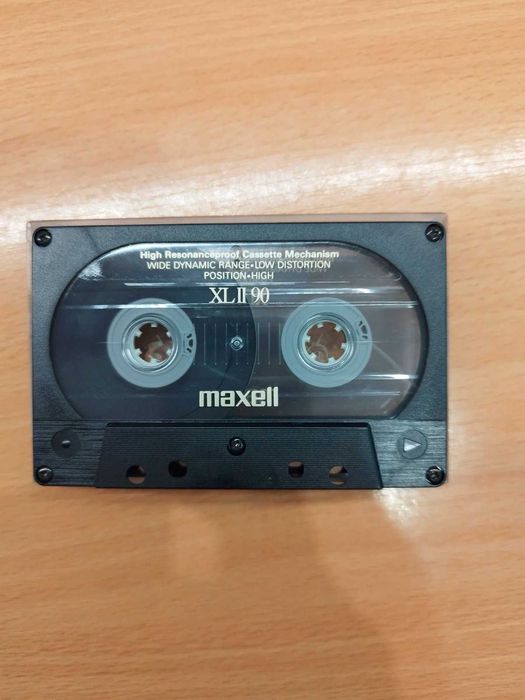 High Resonanceproof Cassette Mechanism
WIDE DYNAMIC RANGE•LOW DISTORTION
POSITION•HIGH
XL II 90
maxell